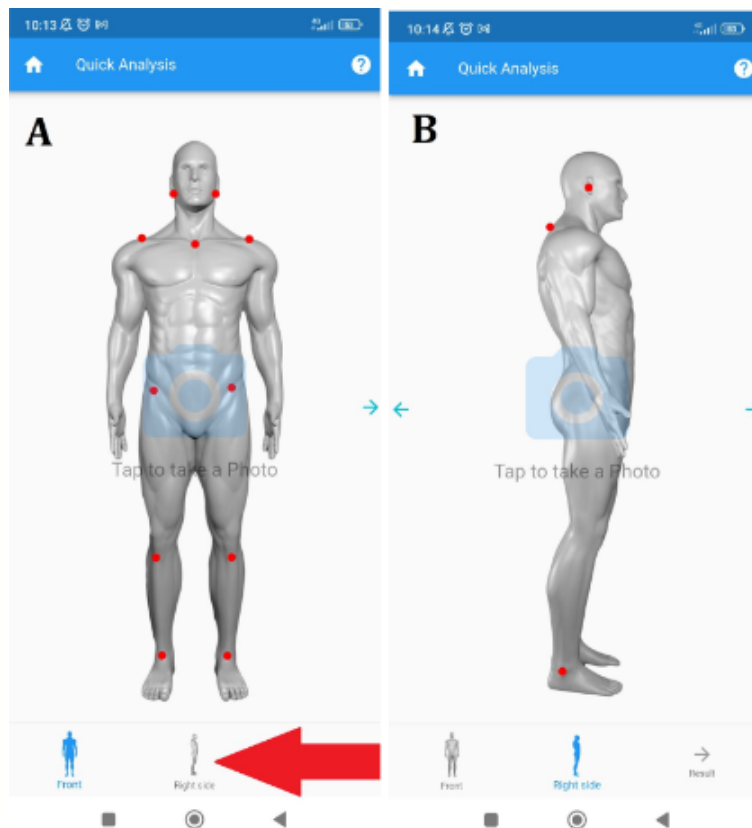 10:13
Quick Analysis
A
Tap to take a Photo
Front
Right side
10:14
Quick Analysis
B
Tap to take a Photo
Front
Right side
Result